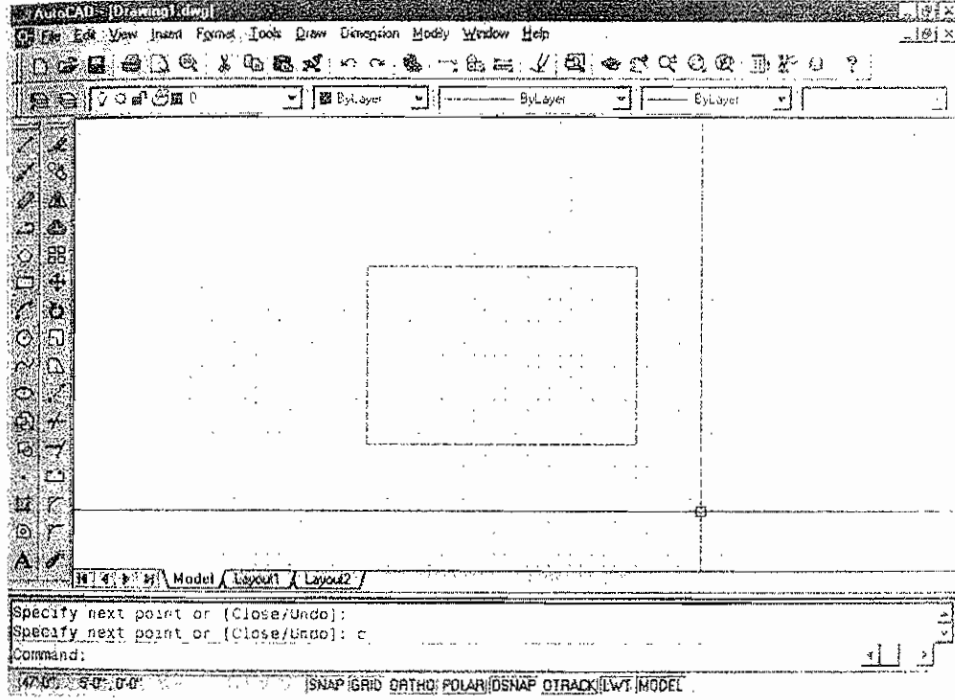 AutoCAD - [Drawing1.dwg]
File Edit View Insert Format Tools Draw Dimension Modify Window Help
0 ByLayer ByLayer ByLayer
A
Model Layout1 Layout2
Specify next point or [Close/Undo]:
Specify next point or [Close/Undo]: c
Command:
SNAP GRID ORTHO POLAR OSNAP OTRACK LWT MODEL